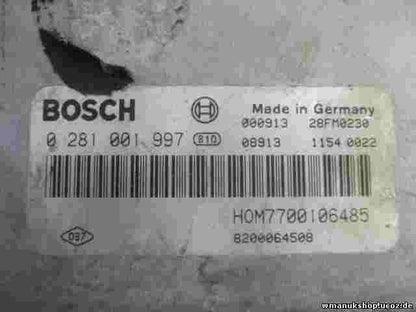 BOSCH
Made in Germany
000913 28FM0230
0 281 001 997 B10
08913 1154 0022
HOM7700106485
D97
8200064508
wmanukshop.ucoz.de